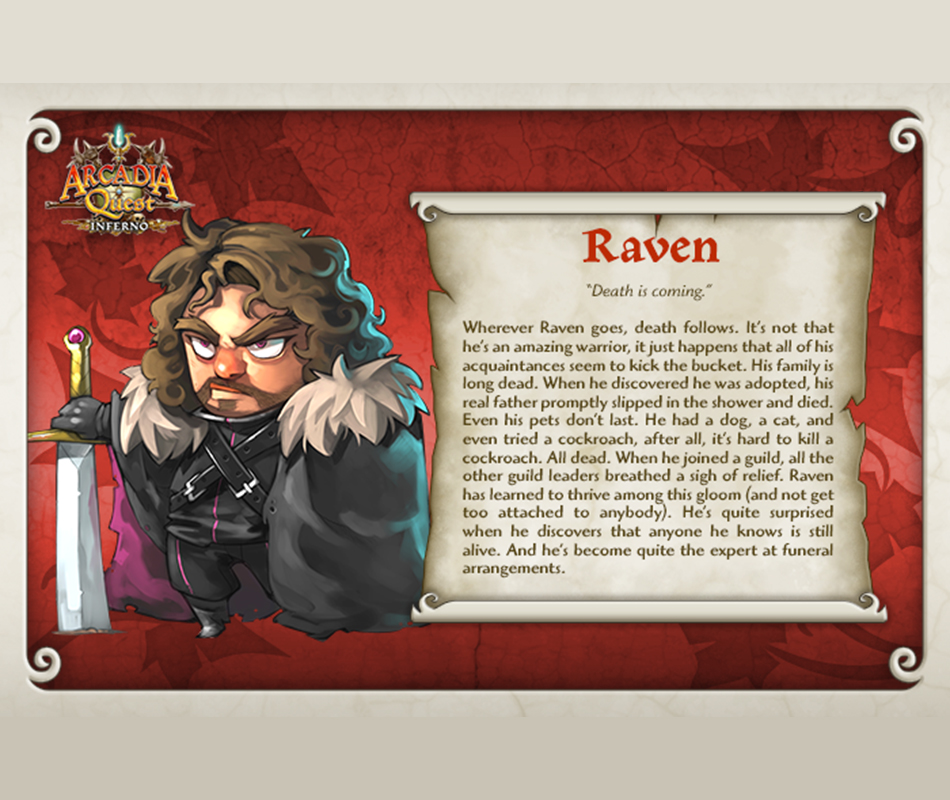 ARCADIA
Quest
INFERNO
Raven
"Death is coming."
Wherever Raven goes, death follows. It's not that
he's an amazing warrior, it just happens that all of his
acquaintances seem to kick the bucket. His family is
long dead. When he discovered he was adopted, his
real father promptly slipped in the shower and died.
Even his pets don't last. He had a dog, a cat, and
even tried a cockroach, after all, it's hard to kill a
cockroach. All dead. When he joined a guild, all the
other guild leaders breathed a sigh of relief. Raven
has learned to thrive among this gloom (and not get
too attached to anybody). He's quite surprised
when he discovers that anyone he knows is still
alive. And he's become quite the expert at funeral
arrangements.